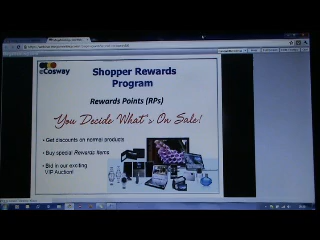 eCosway
Shopper Rewards
Program
Rewards Points (RPs)
You Decide What's On Sale!
• Get discounts on normal products
• Buy special Rewards Items
• Bid in our exciting
VIP Auction!